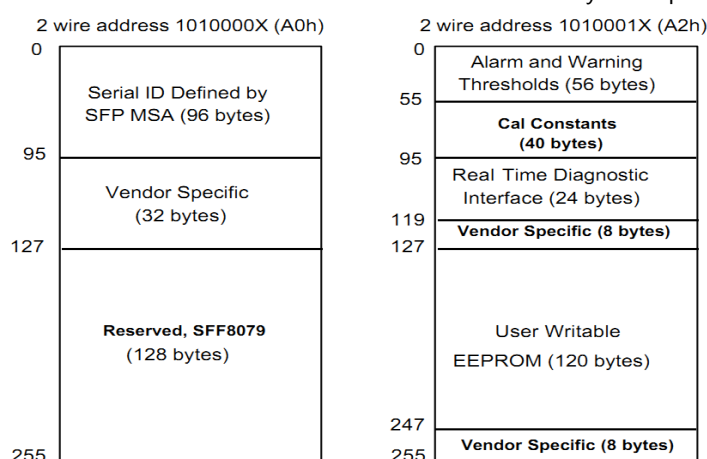 2 wire address 1010000X (A0h)
0
Serial ID Defined by
SFP MSA (96 bytes)
95
Vendor Specific
(32 bytes)
127
Reserved, SFF8079
(128 bytes)
255
2 wire address 1010001X (A2h)
0
Alarm and Warning
Thresholds (56 bytes)
55
Cal Constants
(40 bytes)
95
Real Time Diagnostic
Interface (24 bytes)
119
Vendor Specific (8 bytes)
127
User Writable
EEPROM (120 bytes)
247
Vendor Specific (8 bytes)
255